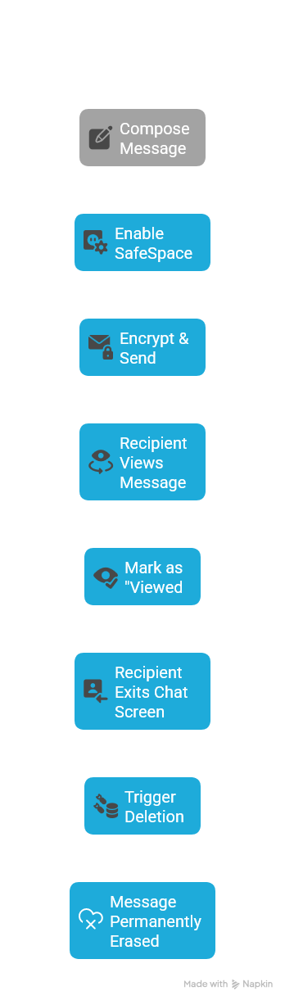 Compose
Message
Enable
SafeSpace
Encrypt &
Send
Recipient
Views
Message
Mark as
"Viewed
Recipient
Exits Chat
Screen
Trigger
Deletion
Message
Permanently
Erased
Made with Napkin